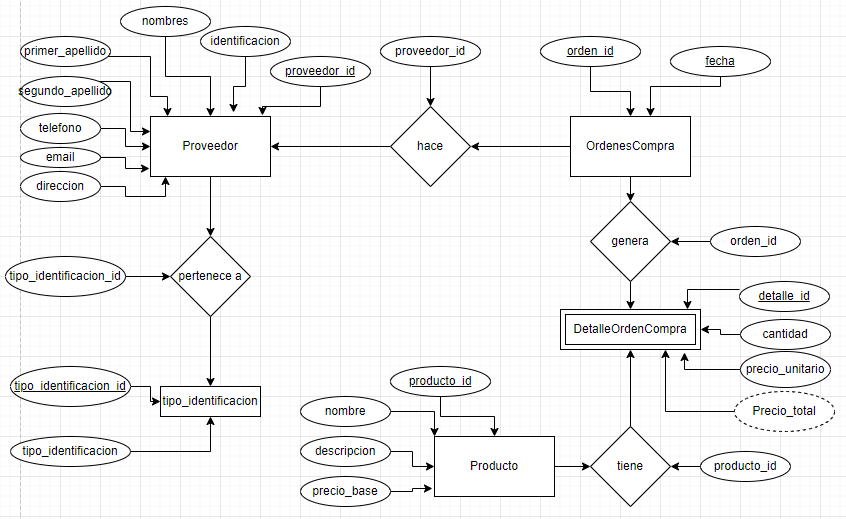 nombres
primer_apellido
identificacion
proveedor_id
proveedor_id
orden_id
fecha
segundo_apellido
telefono
email
direccion
Proveedor
hace
OrdenesCompra
genera
orden_id
tipo_identificacion_id
pertenece a
detalle_id
DetalleOrdenCompra
cantidad
precio_unitario
tipo_identificacion_id
tipo_identificacion
producto_id
nombre
Precio_total
tipo_identificacion
descripcion
precio_base
Producto
tiene
producto_id